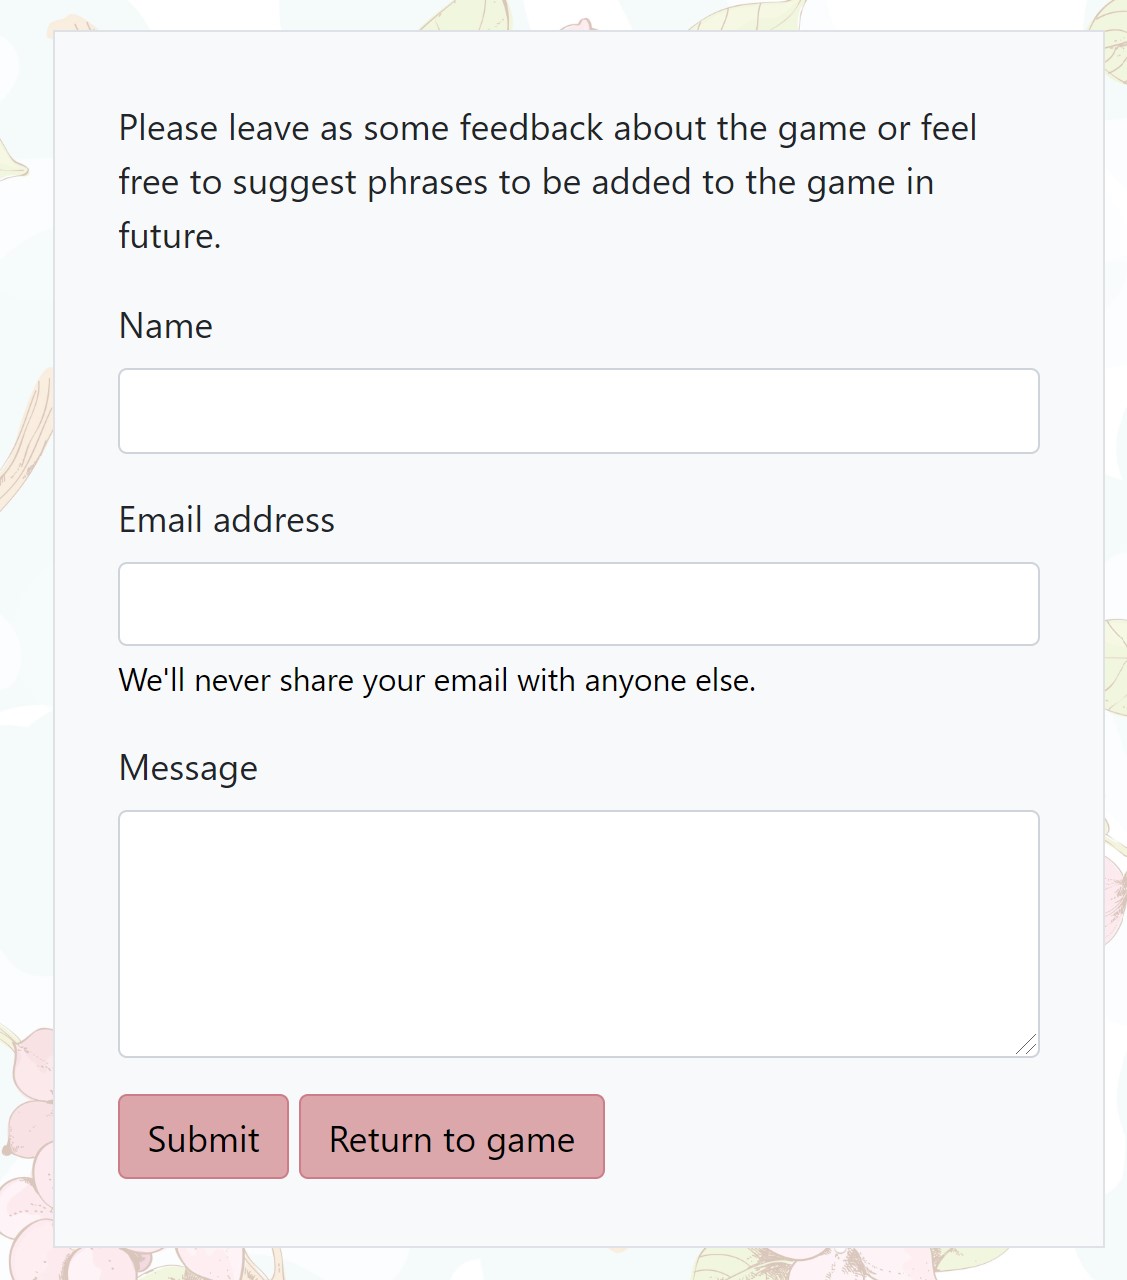 Please leave as some feedback about the game or feel
free to suggest phrases to be added to the game in
future.
Name
Email address
We'll never share your email with anyone else.
Message
Submit Return to game